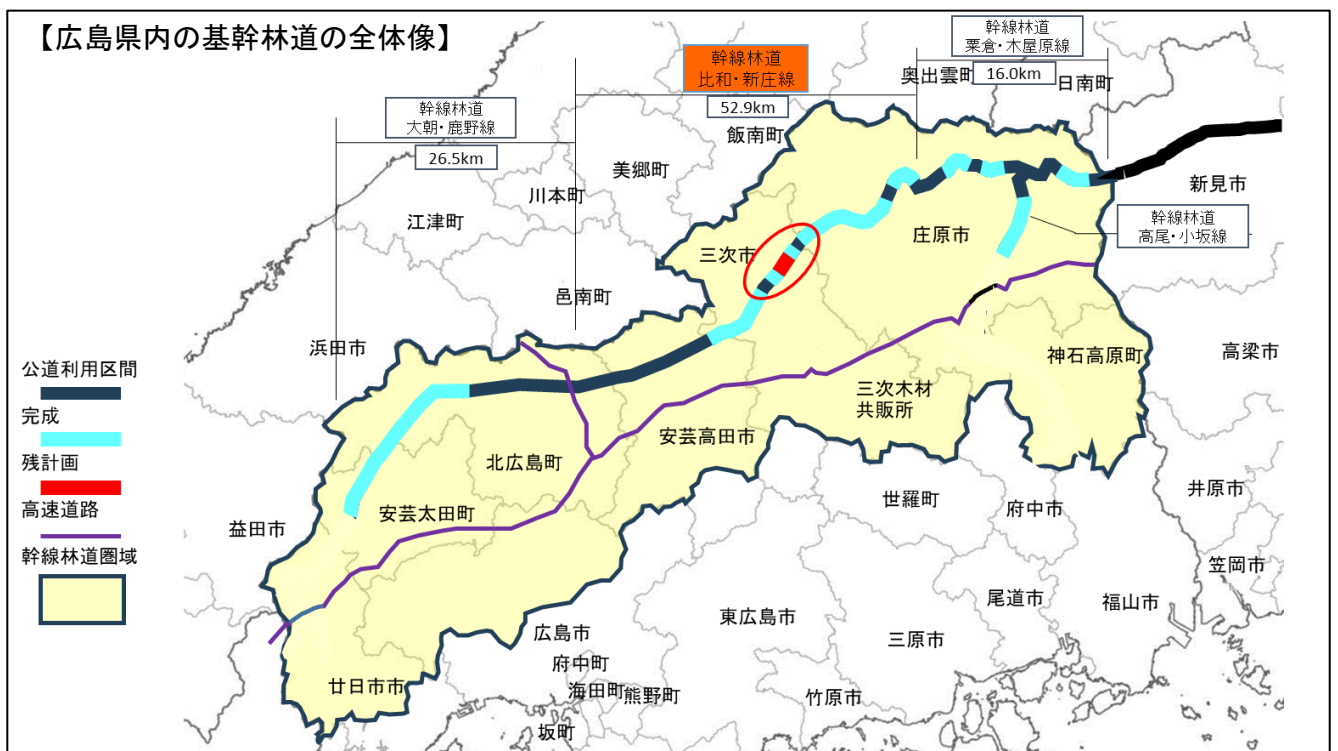 【広島県内の基幹林道の全体像】
幹線林道
粟倉・木屋原線
16.0km
幹線林道
比和・新庄線
52.9km
幹線林道
大朝・鹿野線
26.5km
奥出雲町
日南町
飯南町
美郷町
川本町
江津町
新見市
幹線林道
高尾・小坂線
庄原市
三次市
邑南町
浜田市
神石高原町
高梁市
三次木材
共販所
安芸高田市
北広島町
安芸太田町
益田市
世羅町
府中市
井原市
笠岡市
福山市
尾道市
東広島市
三原市
広島市
府中町
海田町
熊野町
竹原市
坂町
廿日市市
公道利用区間
完成
残計画
高速道路
幹線林道圏域